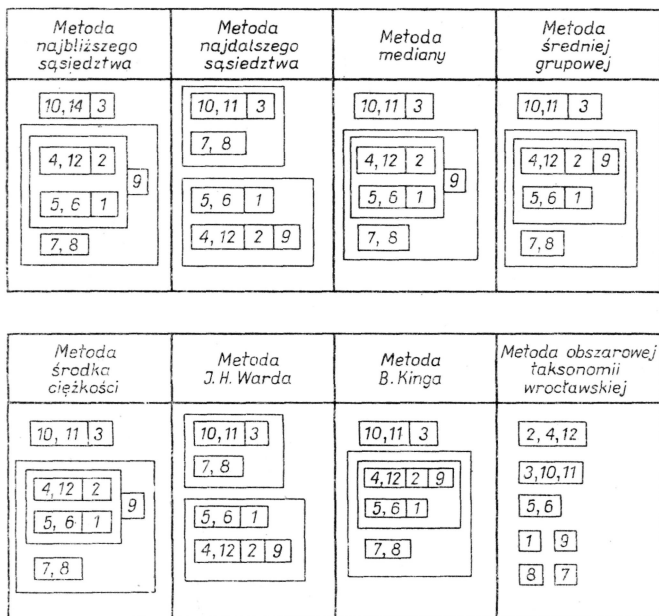 Metoda
najbliższego
sąsiedztwa
10,14 3
4,12 2
9
5, 6 1
7, 8
Metoda
najdalszego
sąsiedztwa
10,11 3
7, 8
5, 6 1
4, 12 2 9
Metoda
mediany
10,11 3
4,12 2
9
5, 6 1
7, 8
Metoda
średniej
grupowej
10,11 3
4,12 2 9
5,6 1
7,8
Metoda
środka
ciężkości
10, 11 3
4,12 2
9
5, 6 1
7, 8
Metoda
J. H. Warda
10,11 3
7, 8
5, 6 1
4, 12 2 9
Metoda
B. Kinga
10,11 3
4,12 2 9
5,6 1
7, 8
Metoda obszarowej
taksonomii
wrocławskiej
2, 4,12
3,10,11
5,6
1 9
8 7